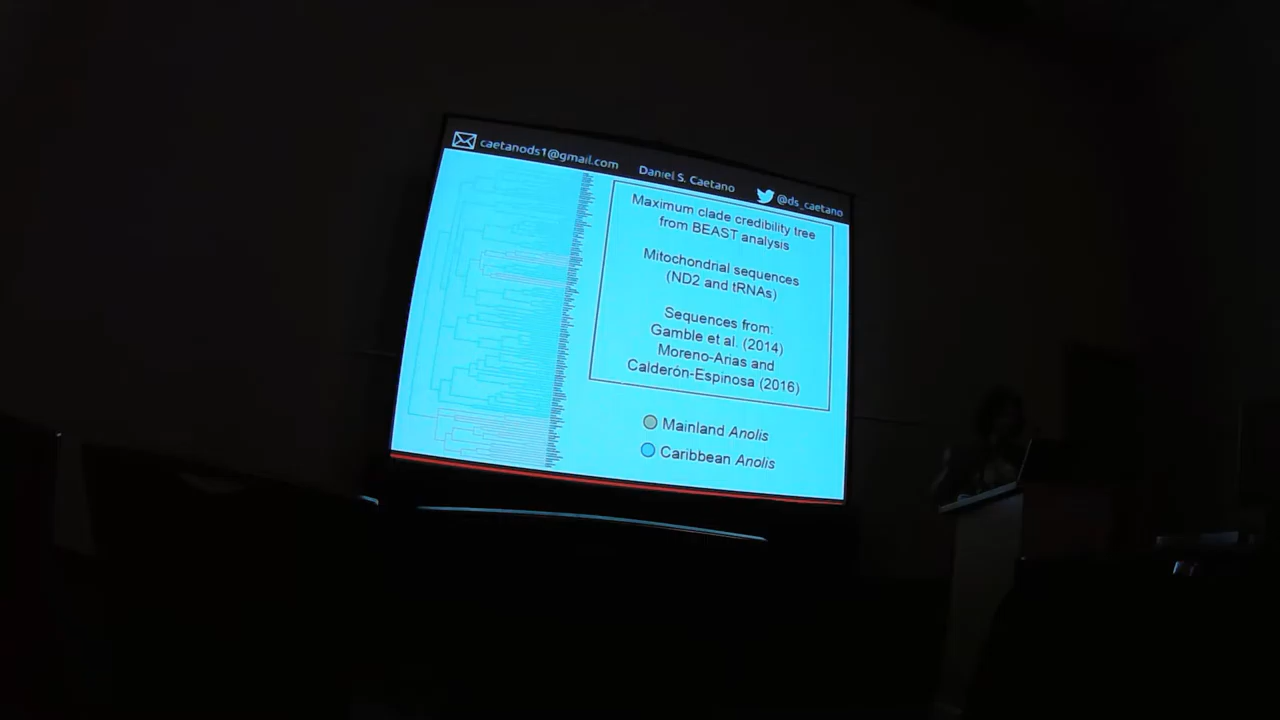 caetanods1@gmail.com
Daniel S. Caetano
@ds_caetano
Maximum clade credibility tree
from BEAST analysis
Mitochondrial sequences
(ND2 and tRNAs)
Sequences from:
Gamble et al. (2014)
Moreno-Arias and
Calderón-Espinosa (2016)
Mainland Anolis
Caribbean Anolis